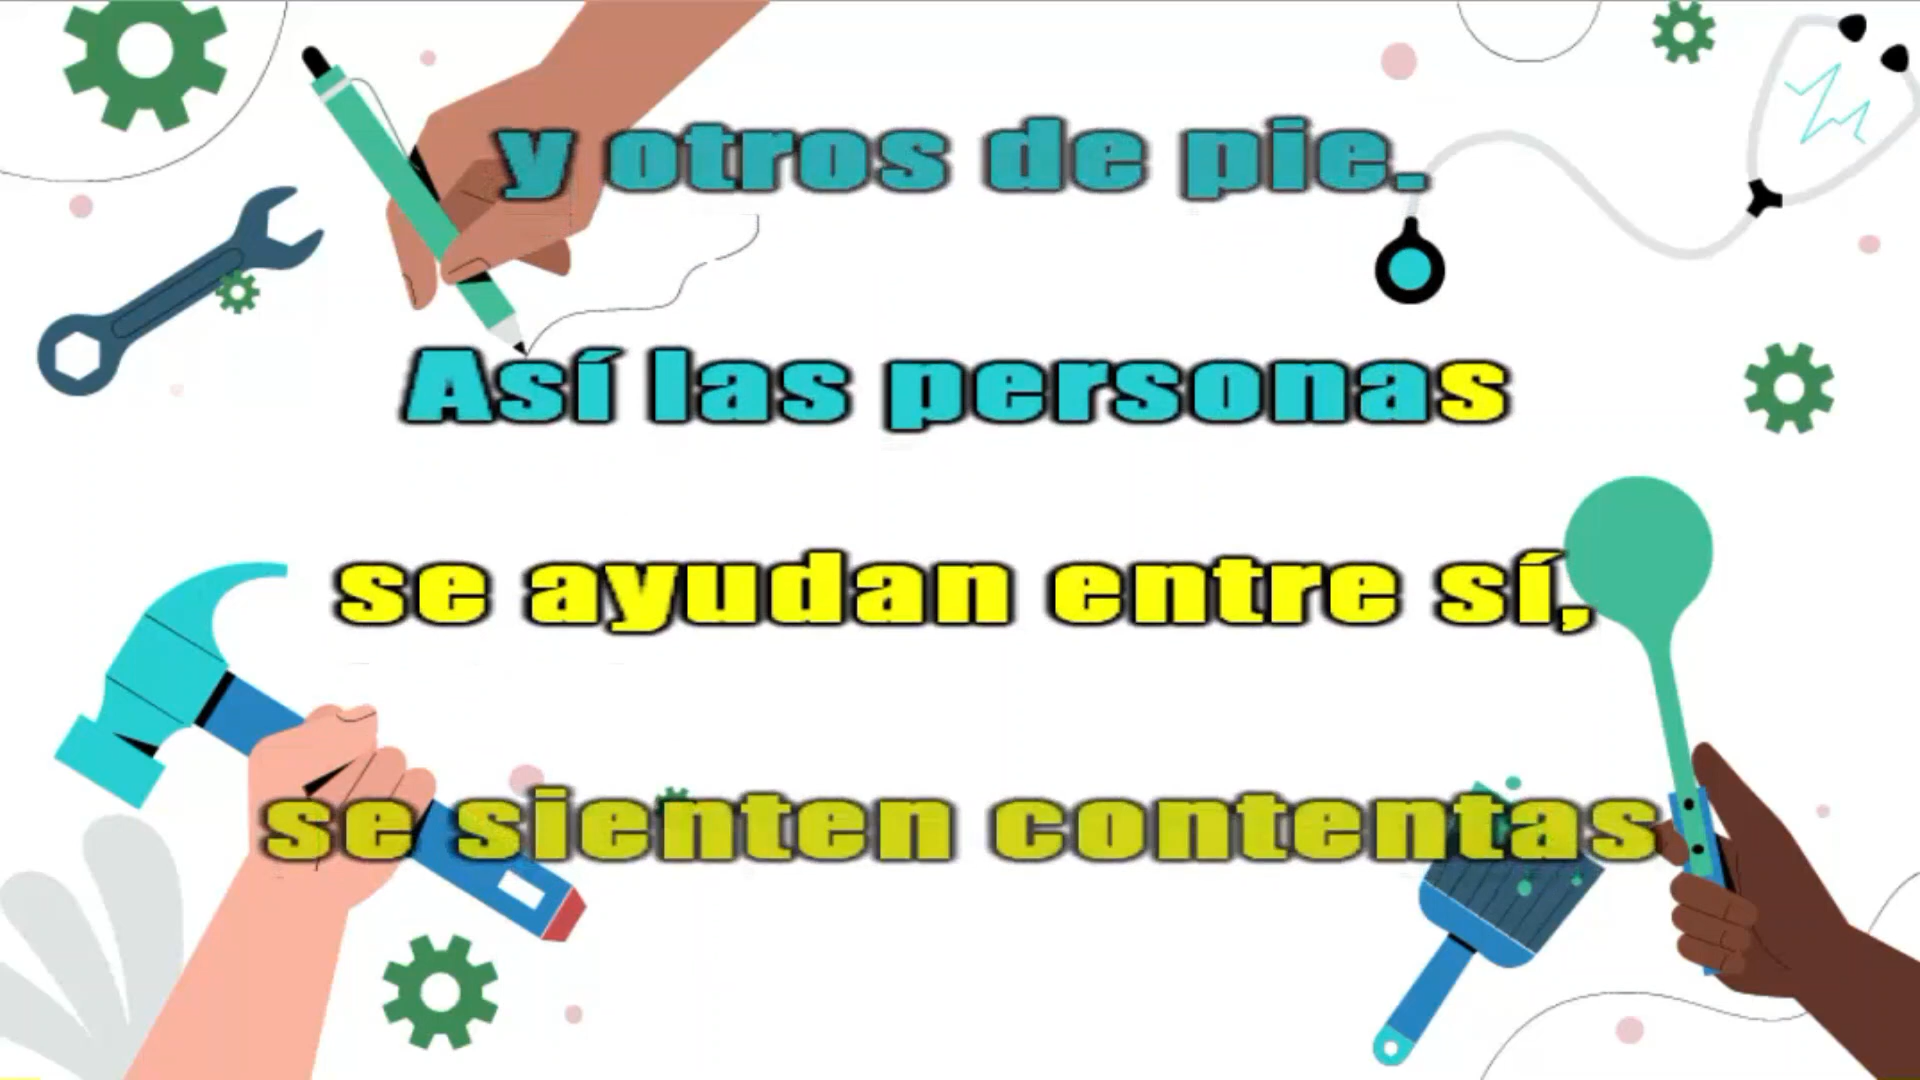 y otros de pie.
Así las personas
se ayudan entre sí,
se sienten contentas